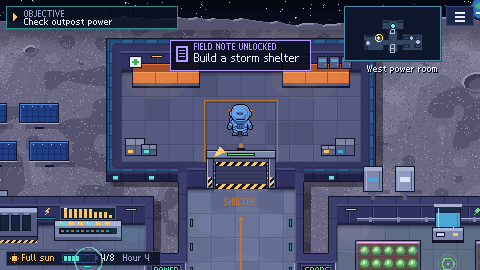 OBJECTIVE
Check outpost power
FIELD NOTE UNLOCKED
Build a storm shelter
West power room
SHELTER
Full sun
4/8
Hour 4
POWER